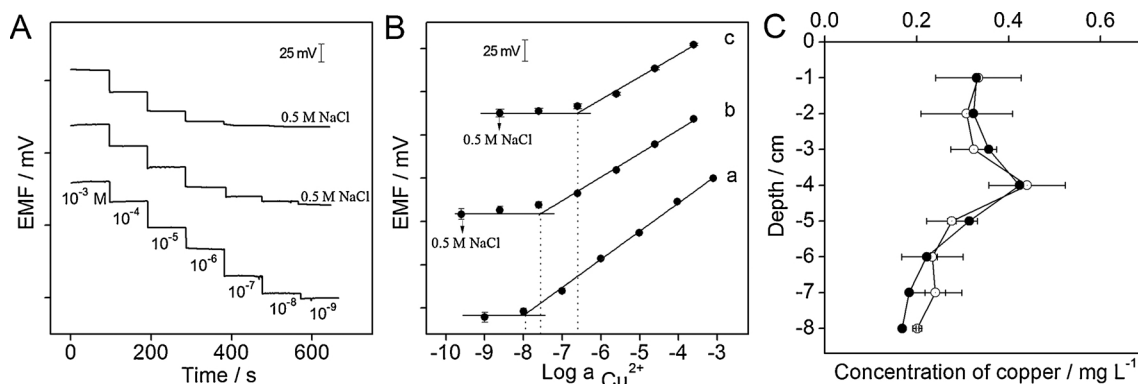 A
25 mV
0.5 M NaCl
0.5 M NaCl
10⁻³ M
10⁻⁴
10⁻⁵
10⁻⁶
10⁻⁷
10⁻⁸
10⁻⁹
EMF / mV
0 200 400 600
Time / s
B
25 mV
c
0.5 M NaCl
b
a
0.5 M NaCl
EMF / mV
-10 -9 -8 -7 -6 -5 -4 -3
Log a Cu²⁺
C
0.0 0.2 0.4 0.6
0
-1
-2
-3
-4
-5
-6
-7
-8
Depth / cm
Concentration of copper / mg L⁻¹